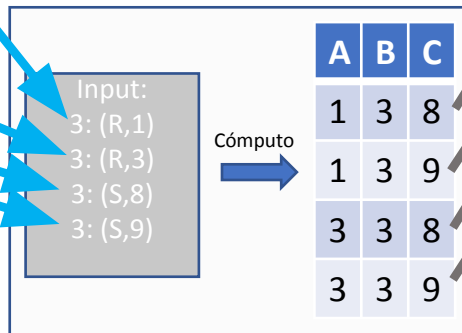 Input:
3: (R,1)
3: (R,3)
3: (S,8)
3: (S,9)
Cómputo
A B C
1 3 8
1 3 9
3 3 8
3 3 9